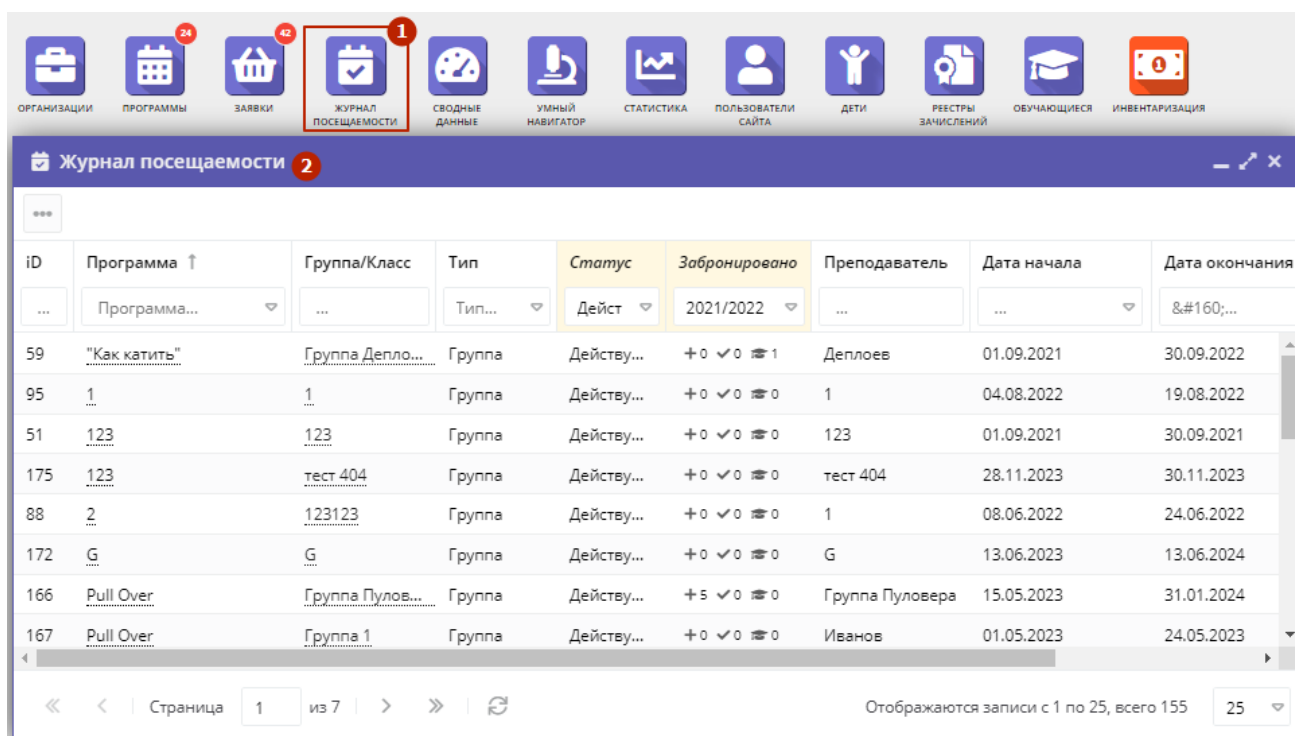 24 42 1
ОРГАНИЗАЦИИ ПРОГРАММЫ ЗАЯВКИ ЖУРНАЛ ПОСЕЩАЕМОСТИ СВОДНЫЕ ДАННЫЕ УМНЫЙ НАВИГАТОР СТАТИСТИКА ПОЛЬЗОВАТЕЛИ САЙТА ДЕТИ РЕЕСТРЫ ЗАЧИСЛЕНИЙ ОБУЧАЮЩИЕСЯ ИНВЕНТАРИЗАЦИЯ
Журнал посещаемости 2
iD Программа ↑ Группа/Класс Тип Статус Забронировано Преподаватель Дата начала Дата окончания
... Программа... ... Тип... Дейст 2021/2022 ... ... &#160;...
59 "Как катить" Группа Депло... Группа Действу... +0 ✓0 1 Деплоев 01.09.2021 30.09.2022
95 1 1 Группа Действу... +0 ✓0 0 1 04.08.2022 19.08.2022
51 123 123 Группа Действу... +0 ✓0 0 123 01.09.2021 30.09.2021
175 123 тест 404 Группа Действу... +0 ✓0 0 тест 404 28.11.2023 30.11.2023
88 2 123123 Группа Действу... +0 ✓0 0 1 08.06.2022 24.06.2022
172 G G Группа Действу... +0 ✓0 0 G 13.06.2023 13.06.2024
166 Pull Over Группа Пулов... Группа Действу... +5 ✓0 0 Группа Пуловера 15.05.2023 31.01.2024
167 Pull Over Группа 1 Группа Действу... +0 ✓0 0 Иванов 01.05.2023 24.05.2023
Страница 1 из 7 Отображаются записи с 1 по 25, всего 155 25